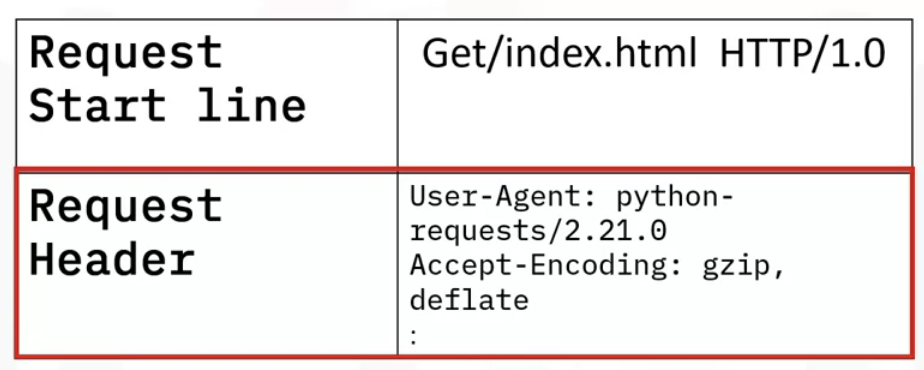 Request
Start line
Get/index.html HTTP/1.0
Request
Header
User-Agent: python-
requests/2.21.0
Accept-Encoding: gzip,
deflate
: